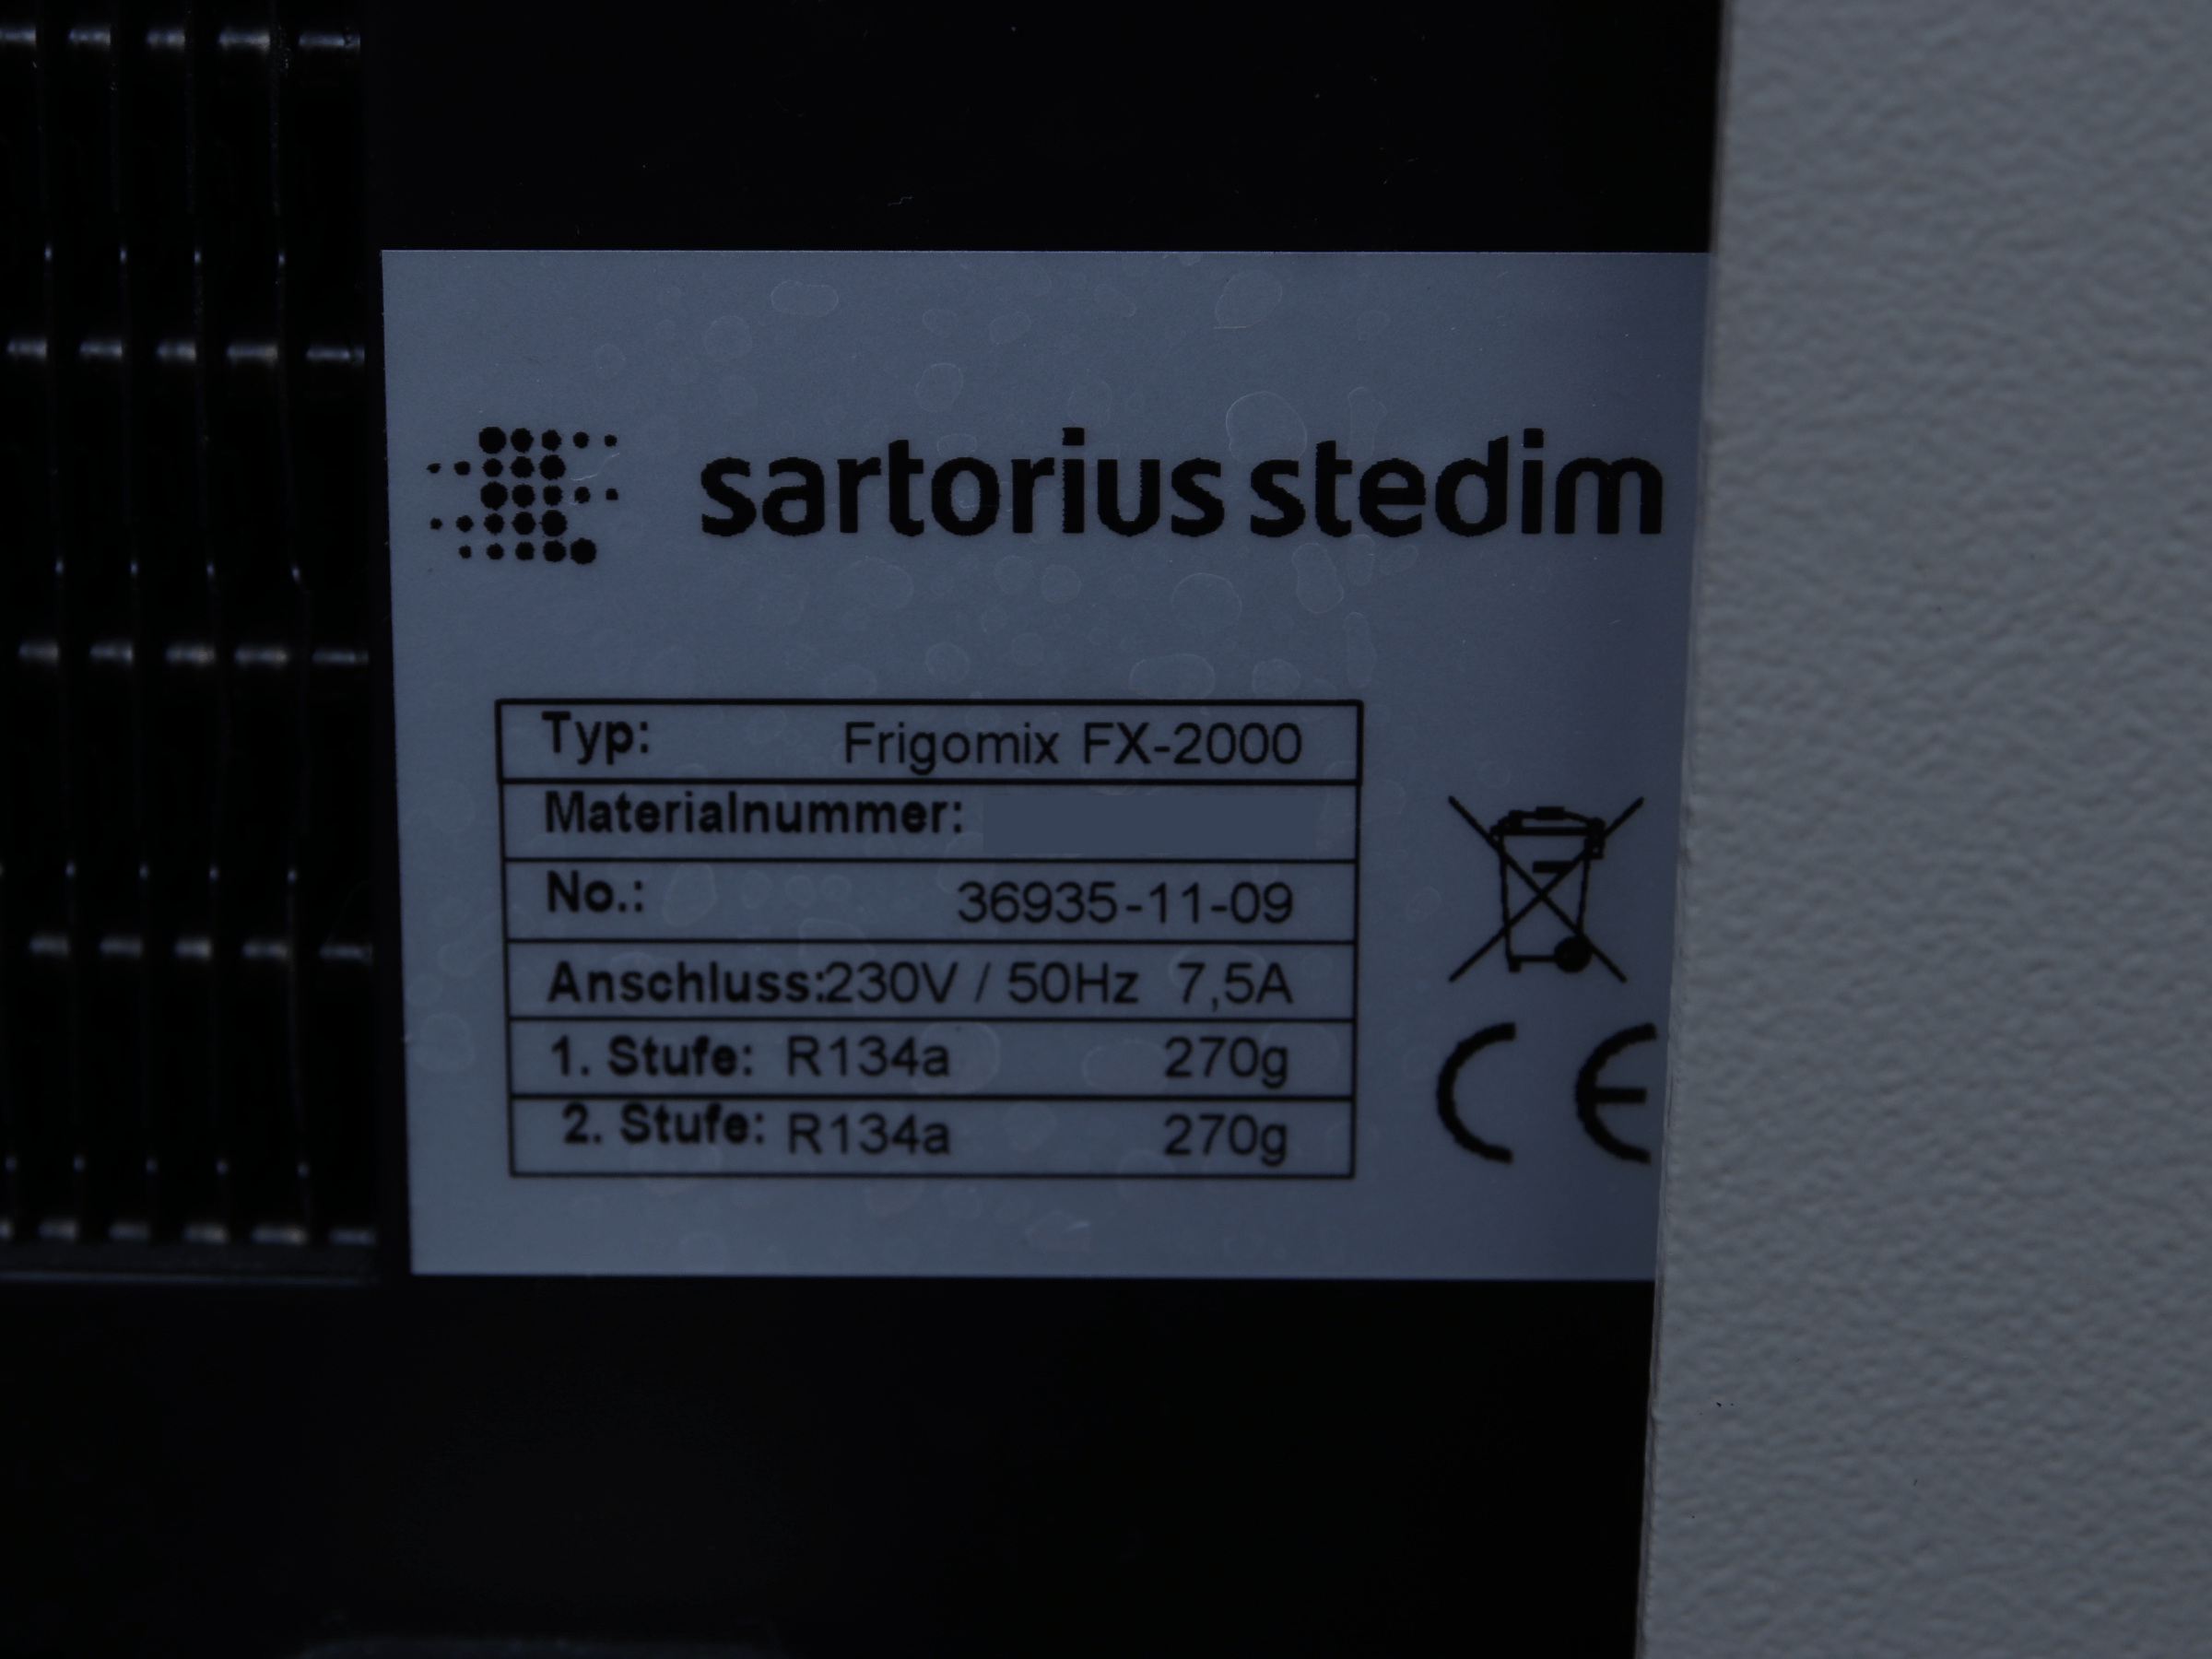 sartorius stedim
Typ: Frigomix FX-2000
Materialnummer:
No.: 36935-11-09
Anschluss:230V / 50Hz 7,5A
1. Stufe: R134a 270g
2. Stufe: R134a 270g
CE